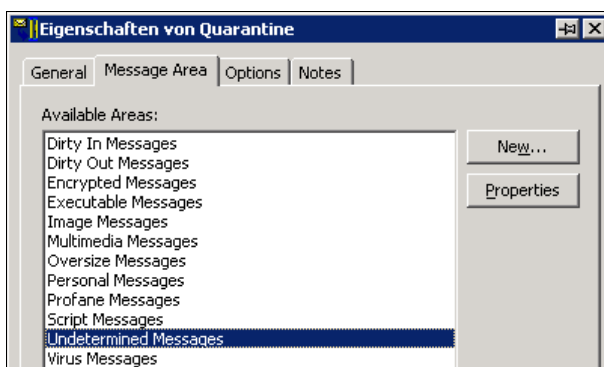 Eigenschaften von Quarantine
General Message Area Options Notes
Available Areas:
Dirty In Messages
Dirty Out Messages
Encrypted Messages
Executable Messages
Image Messages
Multimedia Messages
Oversize Messages
Personal Messages
Profane Messages
Script Messages
Undetermined Messages
Virus Messages
New...
Properties